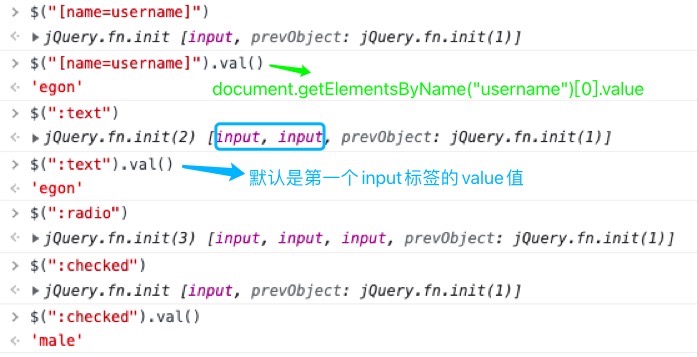 > $("[name=username]")
<· ▶jQuery.fn.init [input, prevObject: jQuery.fn.init(1)]
> $("[name=username]").val()
<· 'egon'
document.getElementsByName("username")[0].value
> $(":text")
<· ▶jQuery.fn.init(2) [input, input, prevObject: jQuery.fn.init(1)]
> $(":text").val()
默认是第一个input标签的value值
<· 'egon'
> $(":radio")
<· ▶jQuery.fn.init(3) [input, input, input, prevObject: jQuery.fn.init(1)]
> $(":checked")
<· ▶jQuery.fn.init [input, prevObject: jQuery.fn.init(1)]
> $(":checked").val()
<· 'male'